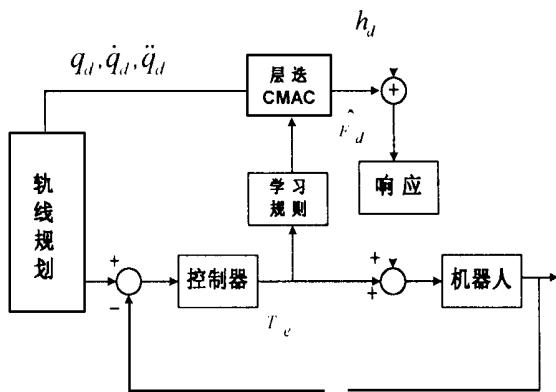 h_d
q_d, q̇_d, q̈_d
层迭
CMAC
+
F̂_d
轨线规划
学习
规则
响应
+
−
控制器
+
+
机器人
T_e